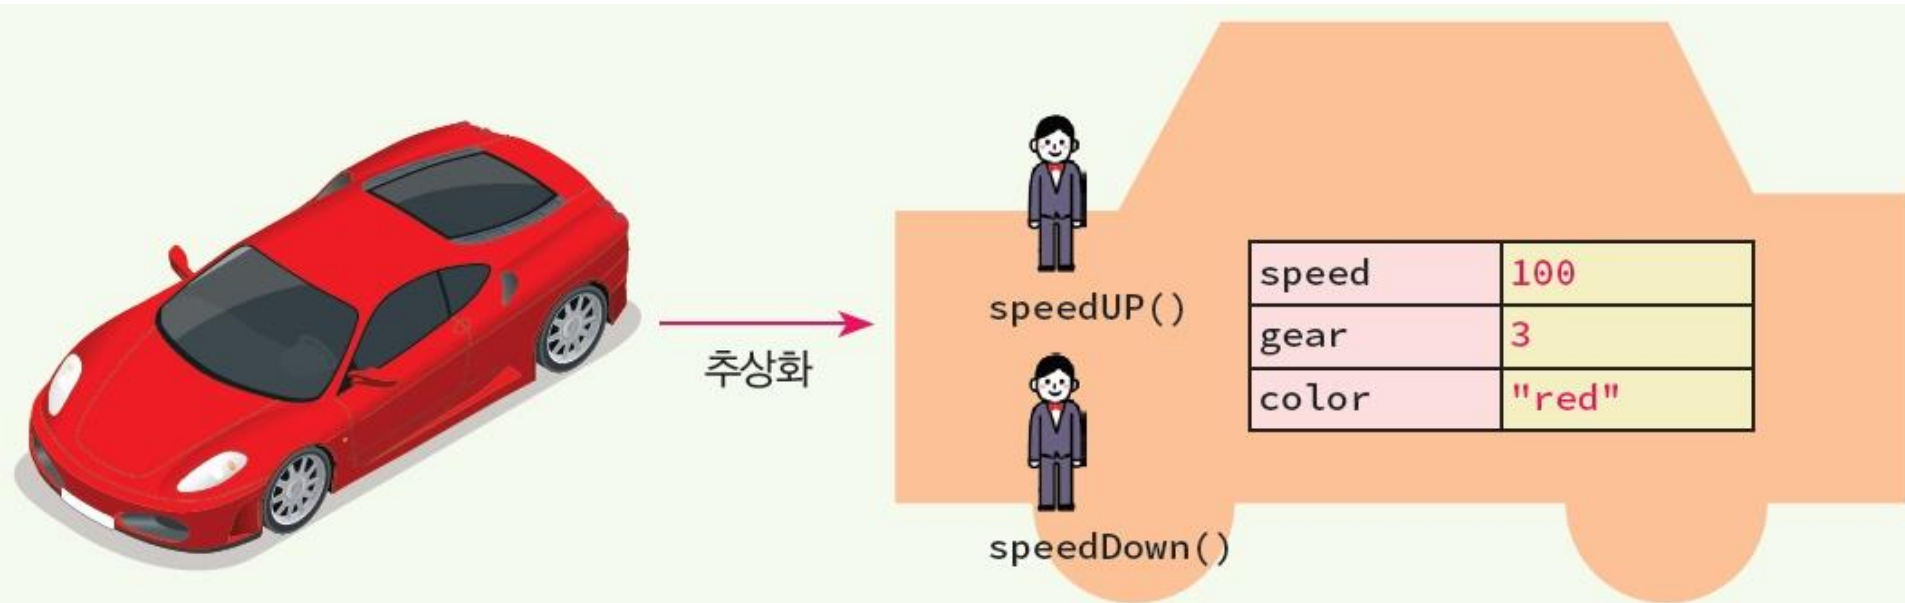 추상화
speedUP()
speedDown()
speed 100
gear 3
color "red"